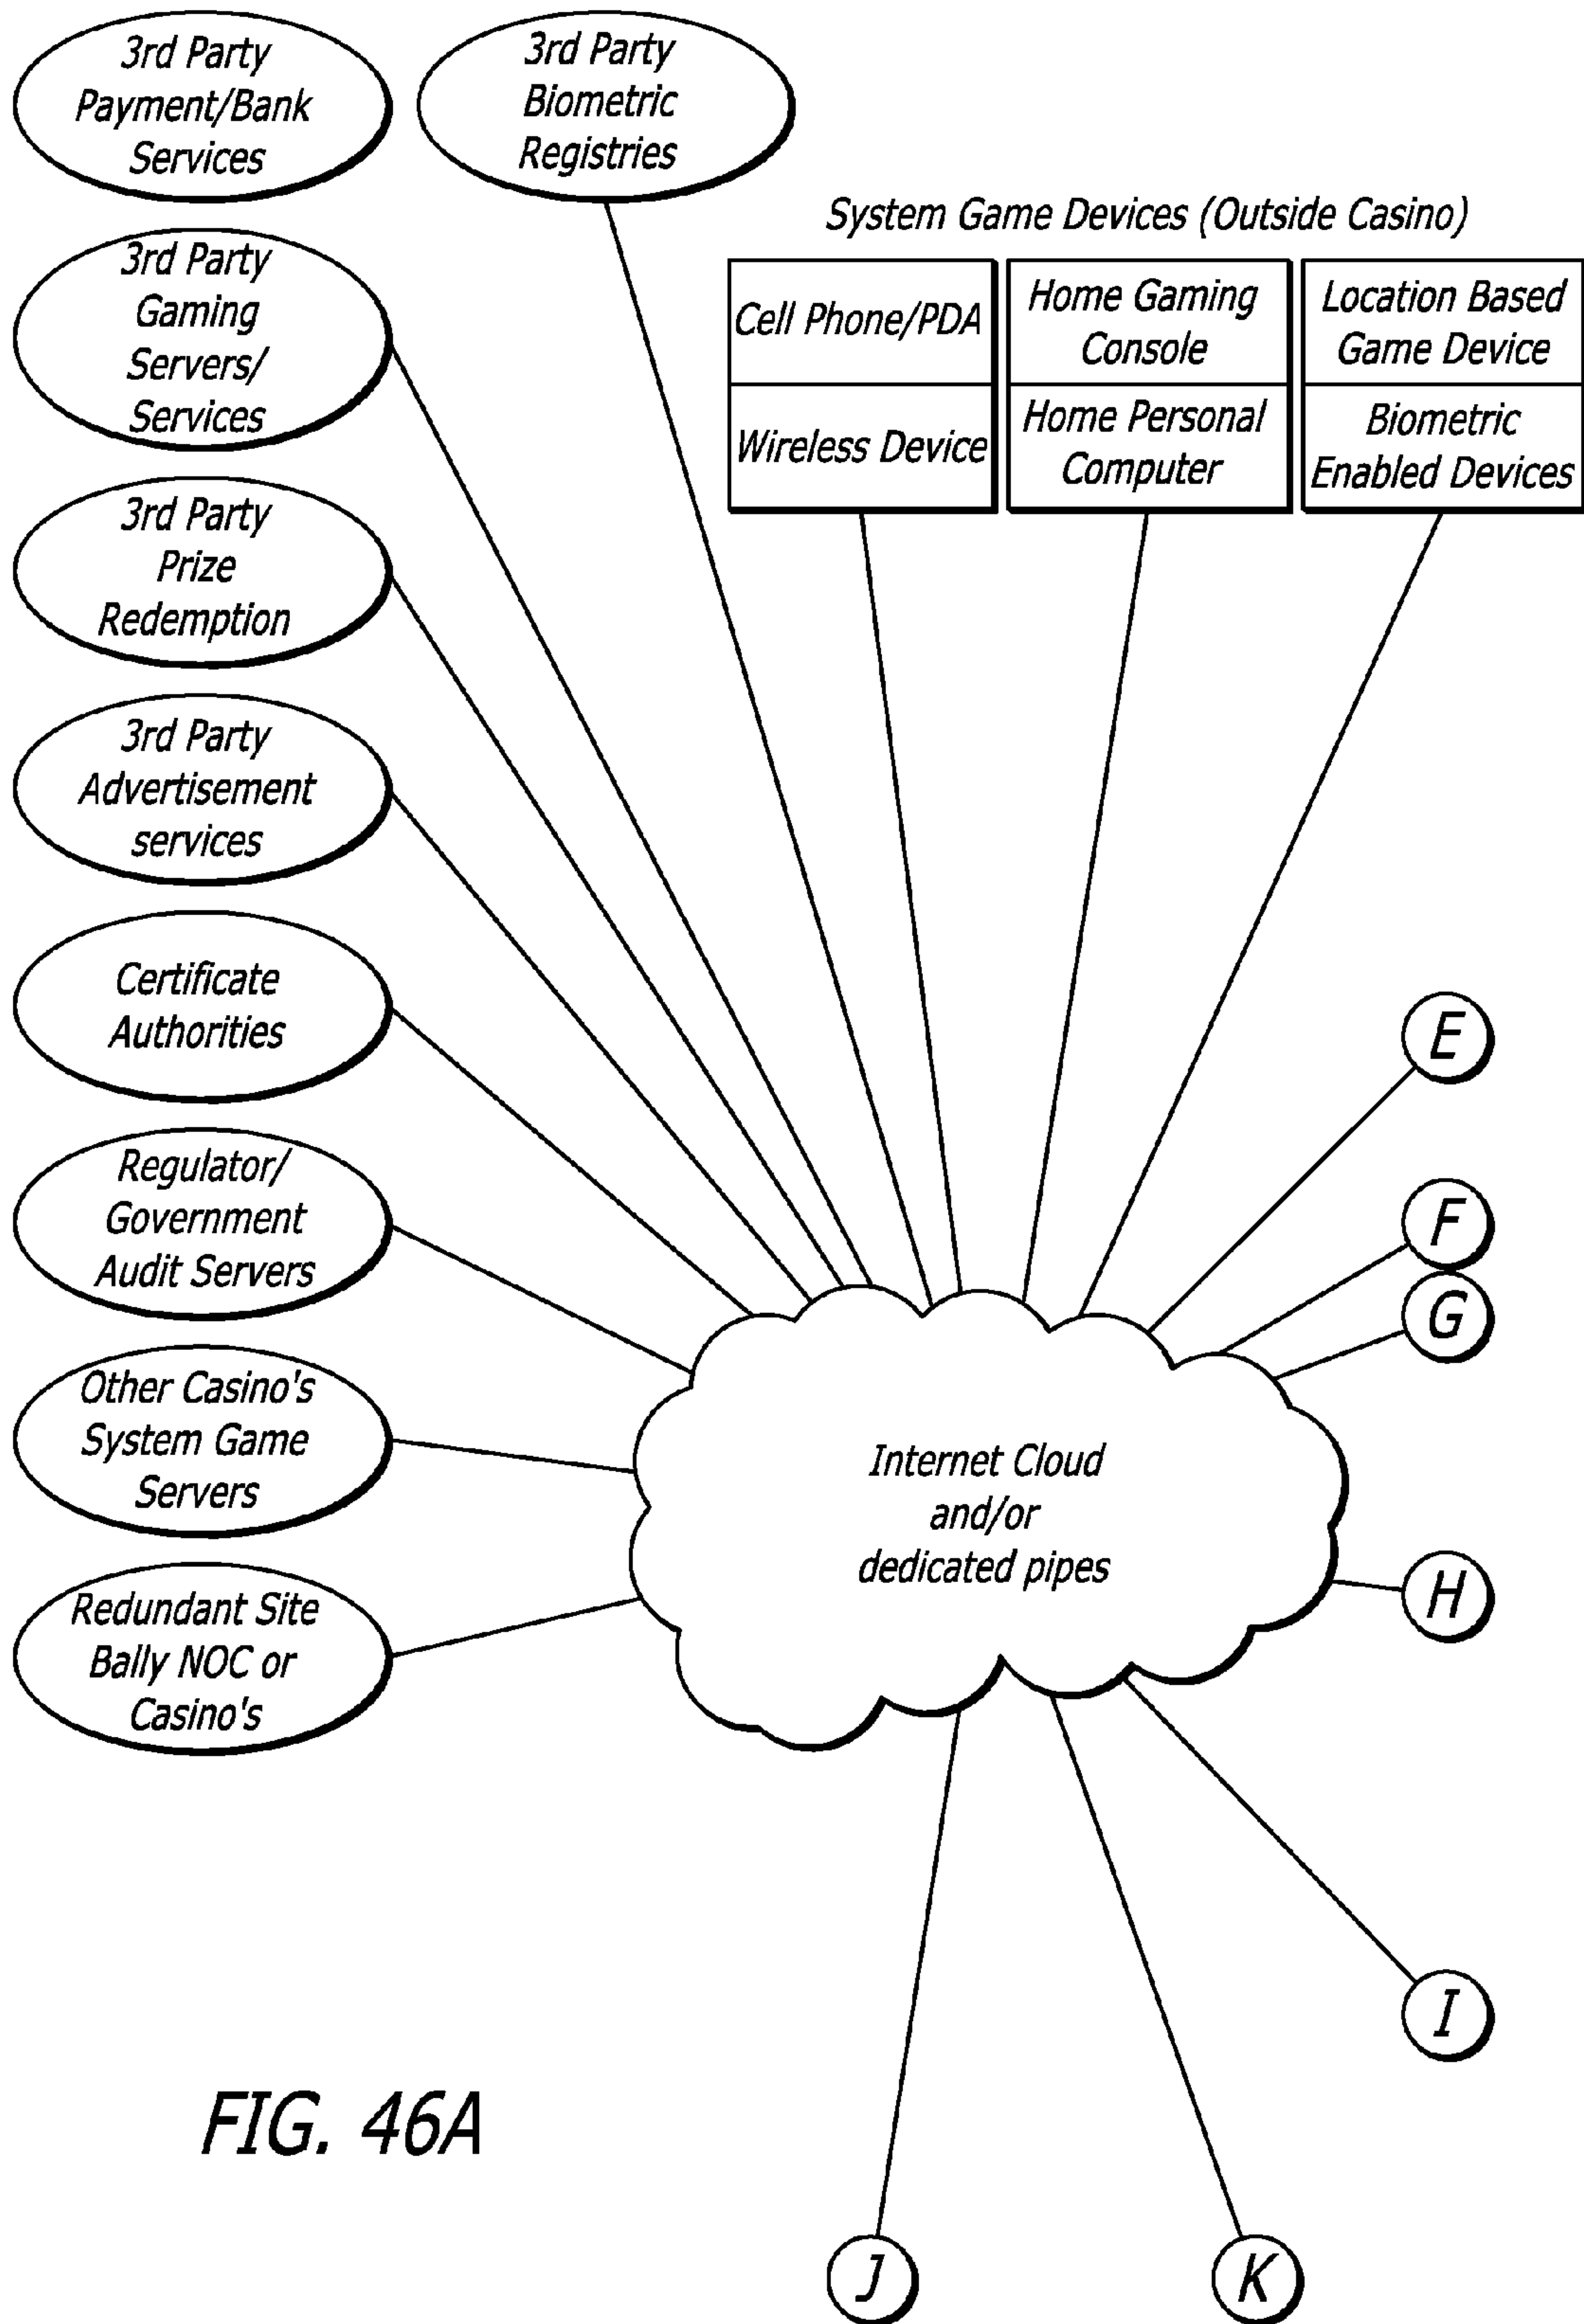 3rd Party
Payment/Bank
Services
3rd Party
Biometric
Registries
System Game Devices (Outside Casino)
Cell Phone/PDA
Wireless Device
Home Gaming
Console
Home Personal
Computer
Location Based
Game Device
Biometric
Enabled Devices
3rd Party
Gaming
Servers/
Services
3rd Party
Prize
Redemption
3rd Party
Advertisement
services
Certificate
Authorities
Regulator/
Government
Audit Servers
Other Casino's
System Game
Servers
Redundant Site
Bally NOC or
Casino's
Internet Cloud
and/or
dedicated pipes
E
F
G
H
I
J
K
FIG. 46A